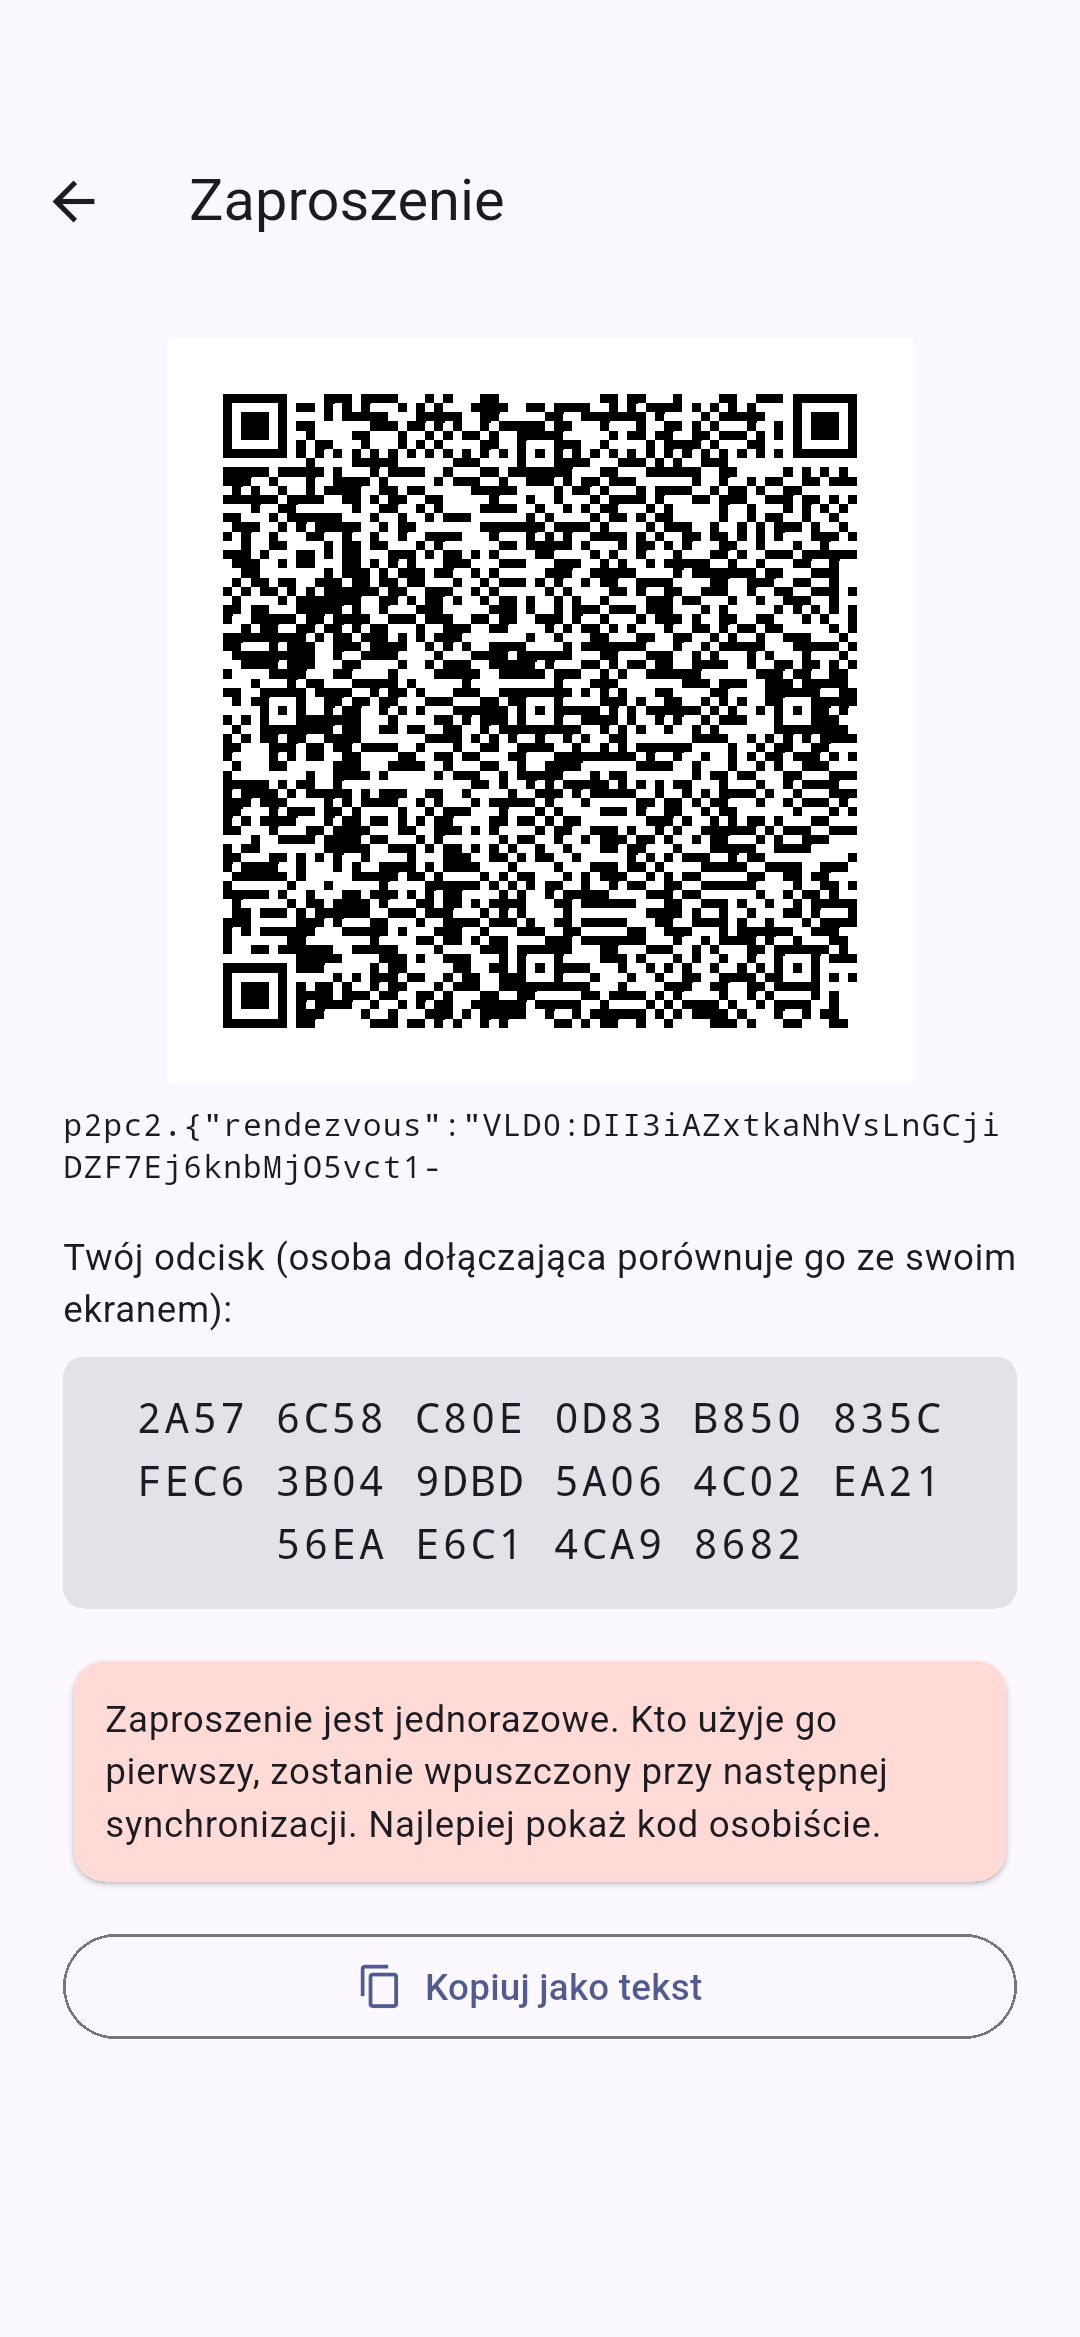 Zaproszenie
p2pc2.{"rendezvous":"VLD0:DII3iAZxtkaNhVsLnGCji
DZF7Ej6knbMjO5vct1-
Twój odcisk (osoba dołączająca porównuje go ze swoim
ekranem):
2A57 6C58 C80E 0D83 B850 835C
FEC6 3B04 9DBD 5A06 4C02 EA21
56EA E6C1 4CA9 8682
Zaproszenie jest jednorazowe. Kto użyje go
pierwszy, zostanie wpuszczony przy następnej
synchronizacji. Najlepiej pokaż kod osobiście.
Kopiuj jako tekst